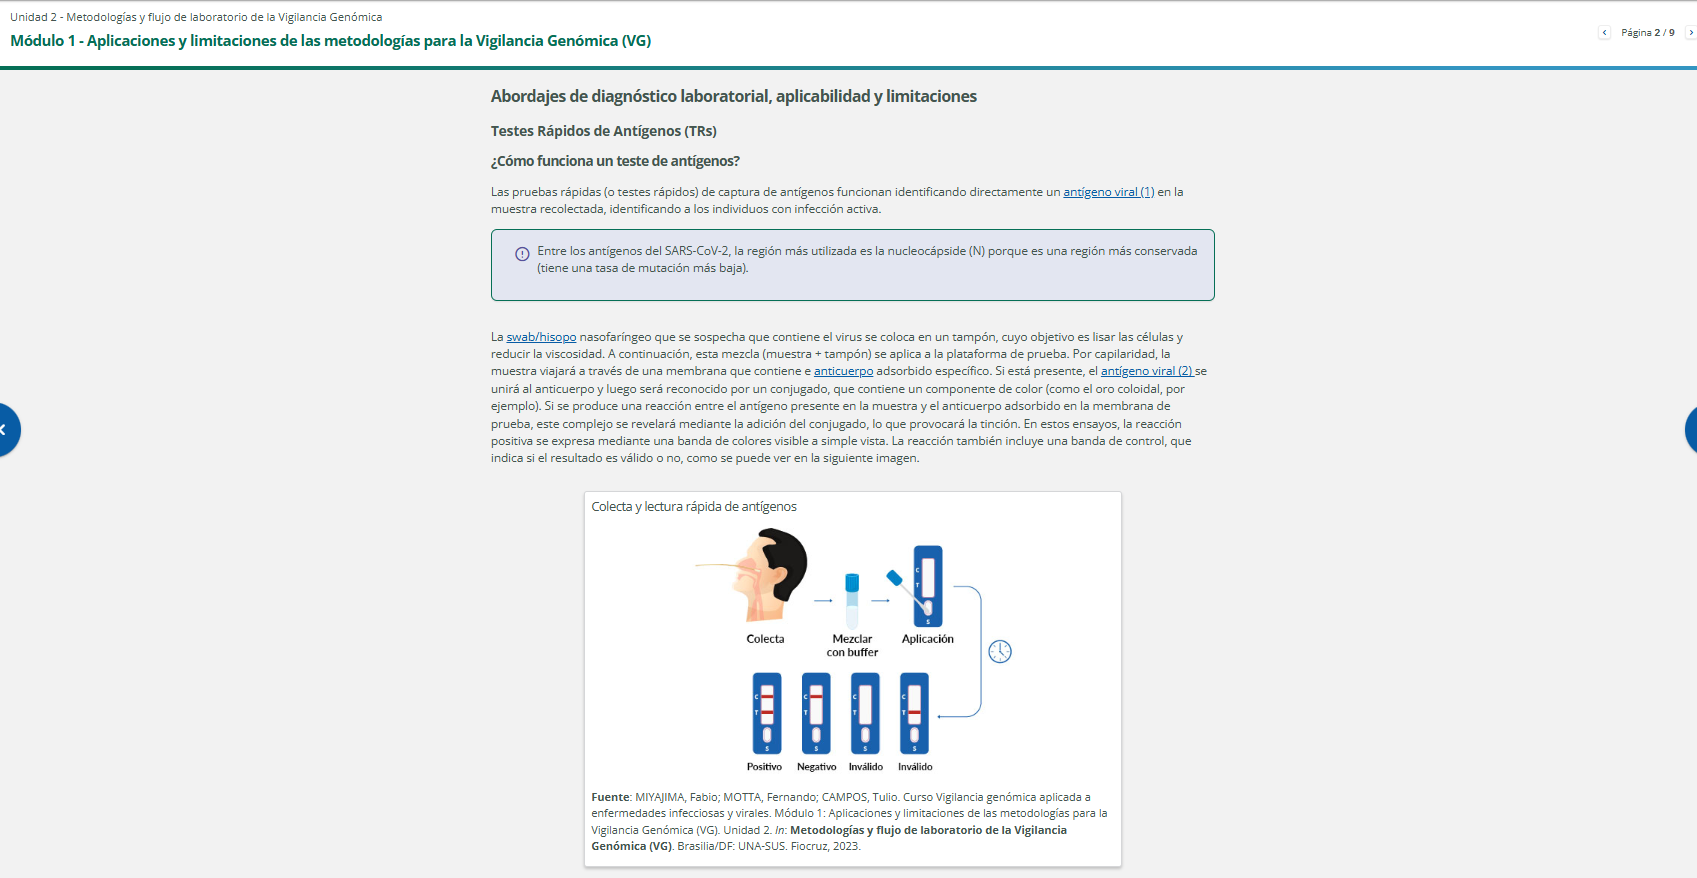 Unidad 2 - Metodologías y flujo de laboratorio de la Vigilancia Genómica
Módulo 1 - Aplicaciones y limitaciones de las metodologías para la Vigilancia Genómica (VG)
Página 2 / 9
Abordajes de diagnóstico laboratorial, aplicabilidad y limitaciones
Testes Rápidos de Antígenos (TRs)
¿Cómo funciona un teste de antígenos?
Las pruebas rápidas (o testes rápidos) de captura de antígenos funcionan identificando directamente un antígeno viral (1) en la
muestra recolectada, identificando a los individuos con infección activa.
Entre los antígenos del SARS-CoV-2, la región más utilizada es la nucleocápside (N) porque es una región más conservada
(tiene una tasa de mutación más baja).
La swab/hisopo nasofaríngeo que se sospecha que contiene el virus se coloca en un tampón, cuyo objetivo es lisar las células y
reducir la viscosidad. A continuación, esta mezcla (muestra + tampón) se aplica a la plataforma de prueba. Por capilaridad, la
muestra viajará a través de una membrana que contiene e anticuerpo adsorbido específico. Si está presente, el antígeno viral (2) se
unirá al anticuerpo y luego será reconocido por un conjugado, que contiene un componente de color (como el oro coloidal, por
ejemplo). Si se produce una reacción entre el antígeno presente en la muestra y el anticuerpo adsorbido en la membrana de
prueba, este complejo se revelará mediante la adición del conjugado, lo que provocará la tinción. En estos ensayos, la reacción
positiva se expresa mediante una banda de colores visible a simple vista. La reacción también incluye una banda de control, que
indica si el resultado es válido o no, como se puede ver en la siguiente imagen.
Colecta y lectura rápida de antígenos
C
T
S
Colecta
Mezclar
con buffer
Aplicación
C
T
S
C
T
S
C
T
S
C
T
S
Positivo
Negativo
Inválido
Inválido
Fuente: MIYAJIMA, Fabio; MOTTA, Fernando; CAMPOS, Tulio. Curso Vigilancia genómica aplicada a
enfermedades infecciosas y virales. Módulo 1: Aplicaciones y limitaciones de las metodologías para la
Vigilancia Genómica (VG). Unidad 2. In: Metodologías y flujo de laboratorio de la Vigilancia
Genómica (VG). Brasilia/DF: UNA-SUS. Fiocruz, 2023.